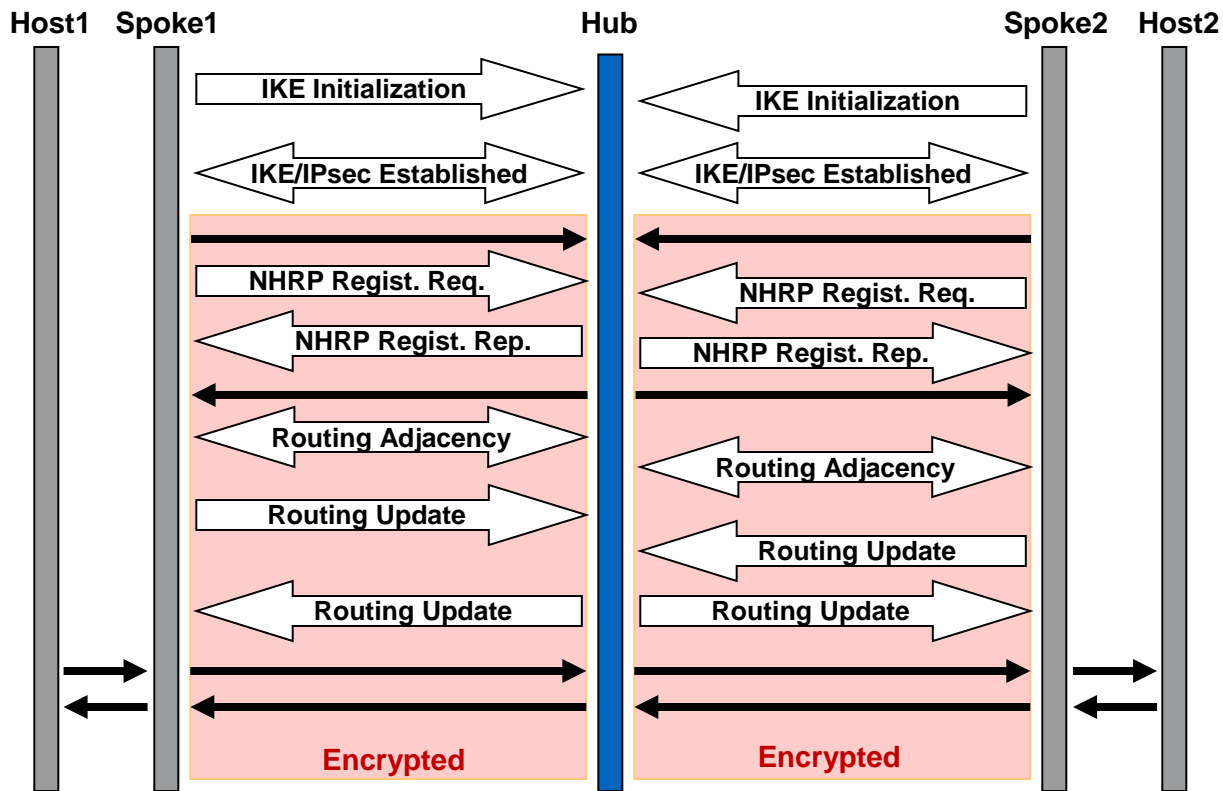 Host1 Spoke1 Hub Spoke2 Host2
IKE Initialization
IKE Initialization
IKE/IPsec Established
IKE/IPsec Established
NHRP Regist. Req.
NHRP Regist. Req.
NHRP Regist. Rep.
NHRP Regist. Rep.
Routing Adjacency
Routing Adjacency
Routing Update
Routing Update
Routing Update
Routing Update
Encrypted
Encrypted